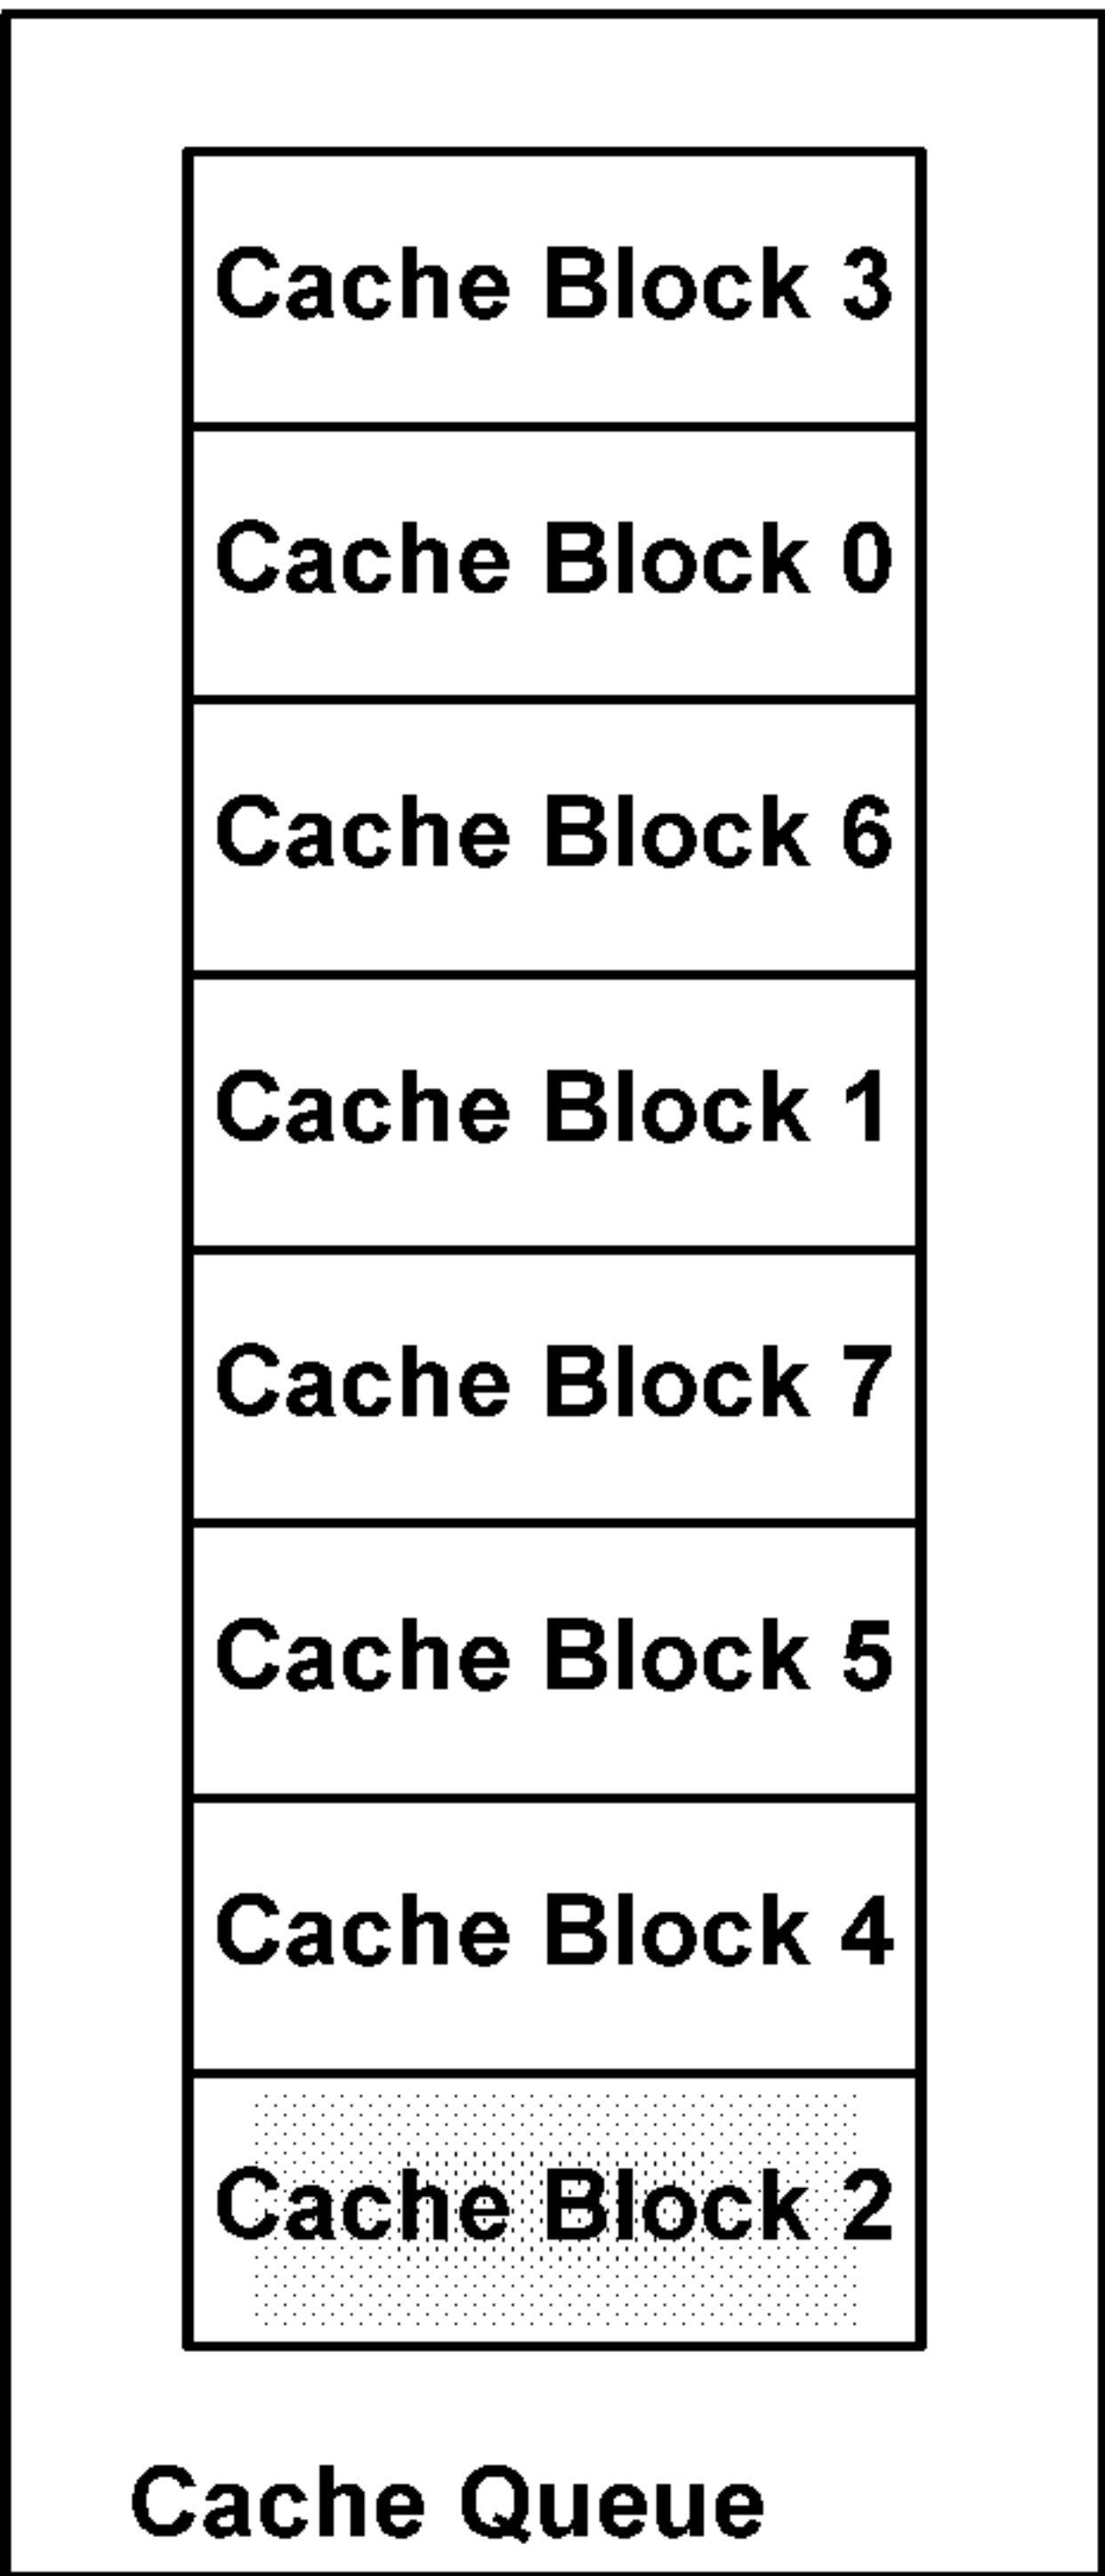 Cache Block 3
Cache Block 0
Cache Block 6
Cache Block 1
Cache Block 7
Cache Block 5
Cache Block 4
Cache Block 2
Cache Queue